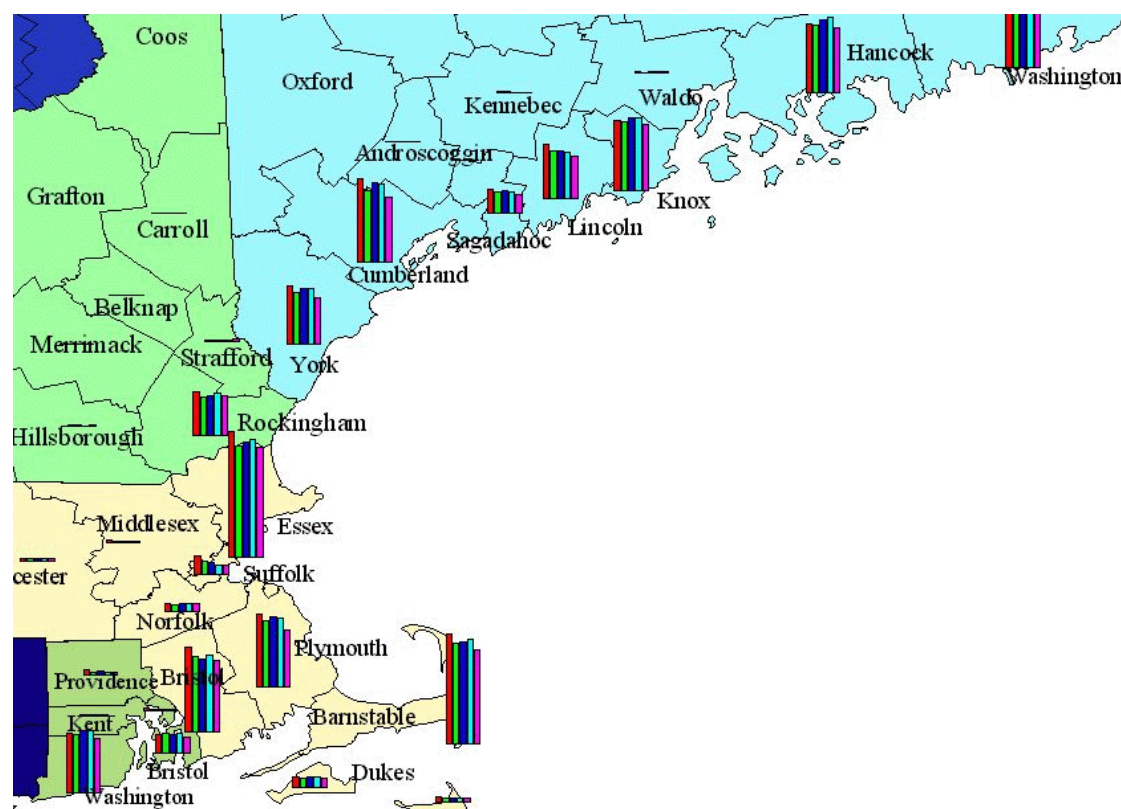 Coos
Hancock
Washington
Oxford
Kennebec
Waldo
Androscoggin
Grafton
Knox
Carroll
Lincoln
Sagadahoc
Cumberland
Belknap
Merrimack
Strafford
York
Rockingham
Hillsborough
Middlesex
Essex
cester
Suffolk
Norfolk
Plymouth
Providence
Bristol
Barnstable
Kent
Bristol
Dukes
Washington